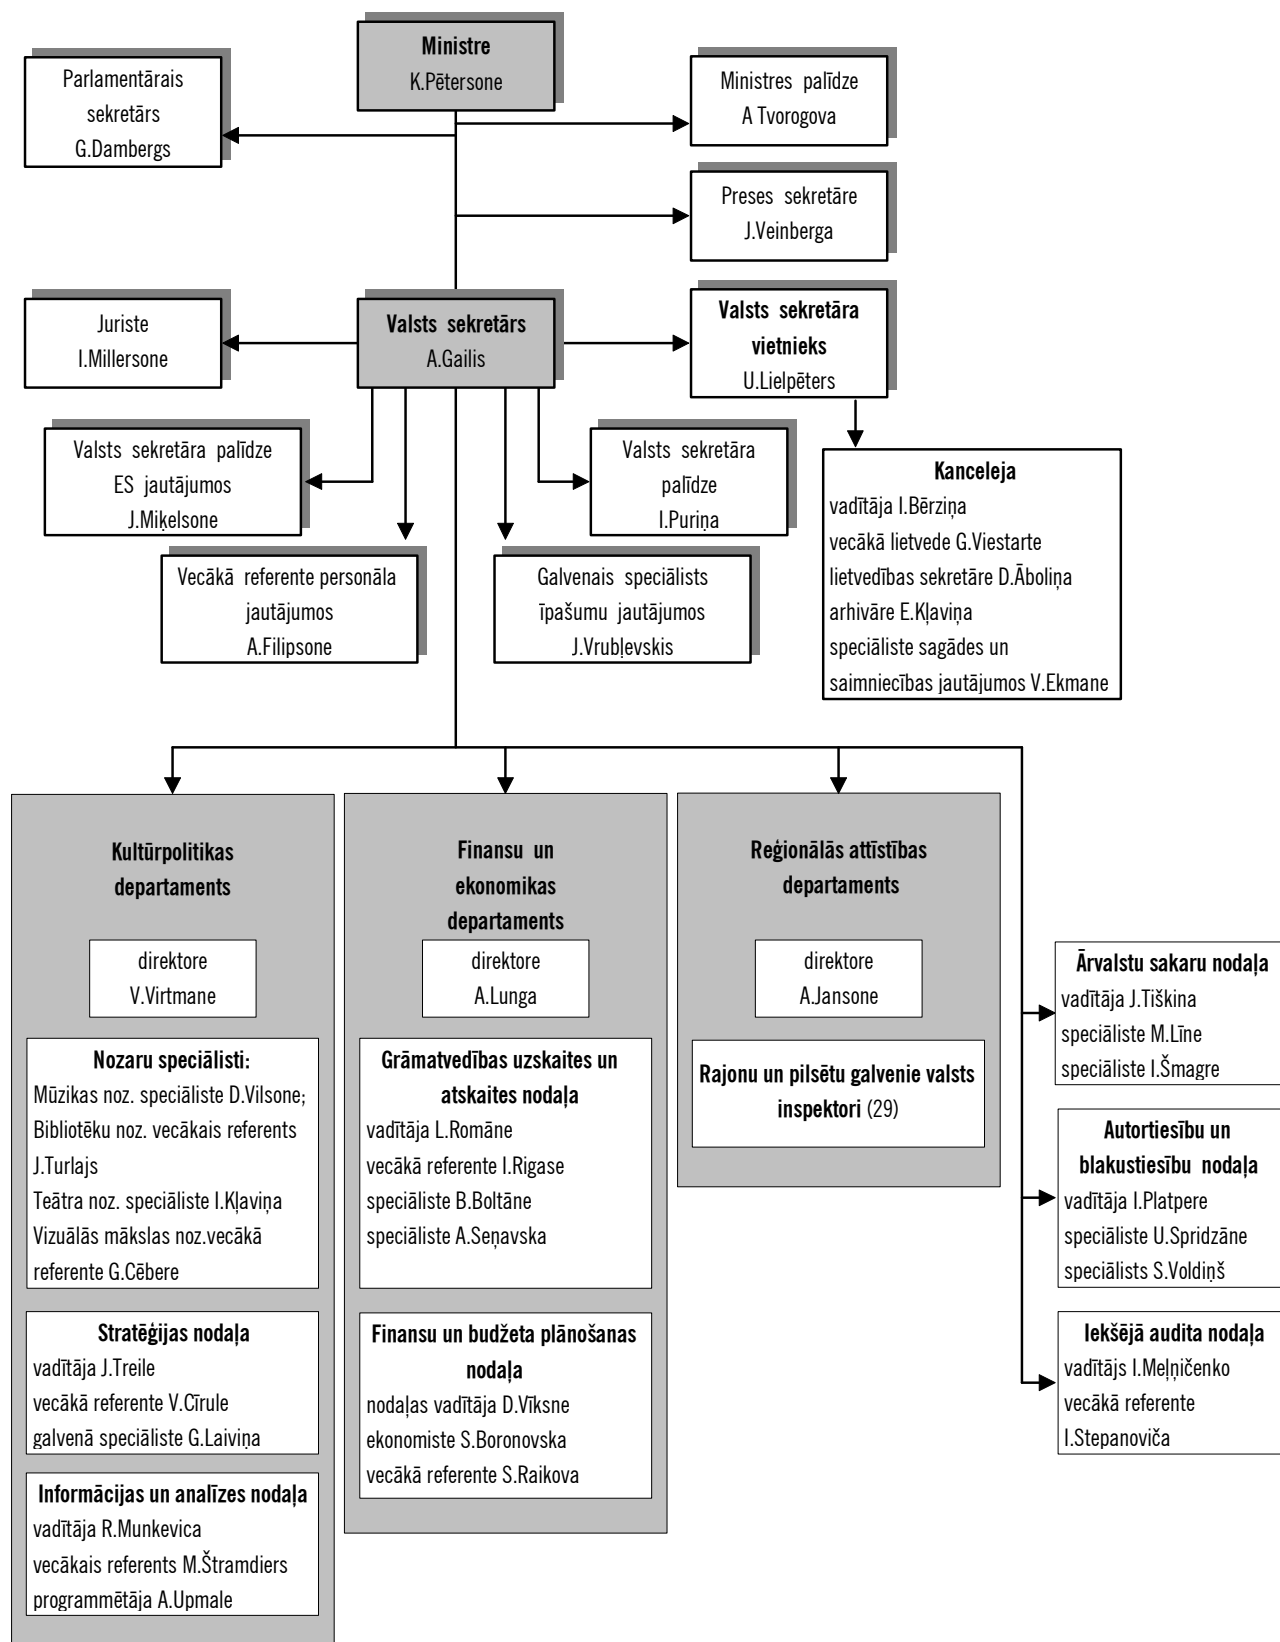 Ministre
K.Pētersone
Parlamentārais
sekretārs
G.Dambergs
Ministres palīdze
A Tvorogova
Preses sekretāre
J.Veinberga
Juriste
I.Millersone
Valsts sekretārs
A.Gailis
Valsts sekretāra
vietnieks
U.Lielpēters
Valsts sekretāra palīdze
ES jautājumos
J.Miķelsone
Valsts sekretāra
palīdze
I.Puriņa
Kanceleja
vadītāja I.Bērziņa
vecākā lietvede G.Viestarte
lietvedības sekretāre D.Āboliņa
arhivāre E.Kļaviņa
speciāliste sagādes un
saimniecības jautājumos V.Ekmane
Vecākā referente personāla
jautājumos
A.Filipsone
Galvenais speciālists
īpašumu jautājumos
J.Vrubļevskis
Kultūrpolitikas
departaments
direktore
V.Virtmane
Nozaru speciālisti:
Mūzikas noz. speciāliste D.Vilsone;
Bibliotēku noz. vecākais referents
J.Turlajs
Teātra noz. speciāliste I.Kļaviņa
Vizuālās mākslas noz.vecākā
referente G.Cēbere
Stratēģijas nodaļa
vadītāja J.Treile
vecākā referente V.Cīrule
galvenā speciāliste G.Laiviņa
Informācijas un analīzes nodaļa
vadītāja R.Munkevica
vecākais referents M.Štramdiers
programmētāja A.Upmale
Finansu un
ekonomikas
departaments
direktore
A.Lunga
Grāmatvedības uzskaites un
atskaites nodaļa
vadītāja L.Romāne
vecākā referente I.Rigase
speciāliste B.Boltāne
speciāliste A.Seņavska
Finansu un budžeta plānošanas
nodaļa
nodaļas vadītāja D.Vīksne
ekonomiste S.Boronovska
vecākā referente S.Raikova
Reģionālās attīstības
departaments
direktore
A.Jansone
Rajonu un pilsētu galvenie valsts
inspektori (29)
Ārvalstu sakaru nodaļa
vadītāja J.Tiškina
speciāliste M.Līne
speciāliste I.Šmagre
Autortiesību un
blakustiesību nodaļa
vadītāja I.Platpere
speciāliste U.Spridzāne
speciālists S.Voldiņš
Iekšējā audita nodaļa
vadītājs I.Meļņičenko
vecākā referente
I.Stepanoviča